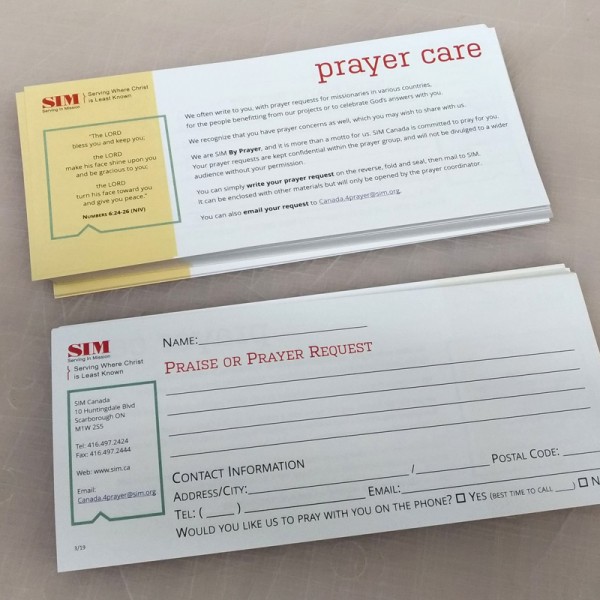 prayer care
SIM
Serving In Mission
Serving Where Christ
is Least Known
"The LORD
bless you and keep you;
the LORD
make his face shine upon you
and be gracious to you;
the LORD
turn his face toward you
and give you peace."
NUMBERS 6:24-26 (NIV)
We often write to you, with prayer requests for missionaries in various countries,
for the people benefitting from our projects or to celebrate God's answers with you.
We recognize that you have prayer concerns as well, which you may wish to share with us.
We are SIM By Prayer, and it is more than a motto for us. SIM Canada is committed to pray for you.
Your prayer requests are kept confidential within the prayer group, and will not be divulged to a wider
audience without your permission.
You can simply write your prayer request on the reverse, fold and seal, then mail to SIM.
It can be enclosed with other materials but will only be opened by the prayer coordinator.
You can also email your request to Canada.4prayer@sim.org.
SIM
Serving In Mission
Serving Where Christ
is Least Known
SIM Canada
10 Huntingdale Blvd
Scarborough ON
M1W 2S5
Tel: 416.497.2424
Fax: 416.497.2444
Web: www.sim.ca
Email:
Canada.4prayer@sim.org
3/19
NAME:
PRAISE OR PRAYER REQUEST
CONTACT INFORMATION
ADDRESS/CITY: / POSTAL CODE:
TEL: ( ) EMAIL:
WOULD YOU LIKE US TO PRAY WITH YOU ON THE PHONE? YES (BEST TIME TO CALL ) N